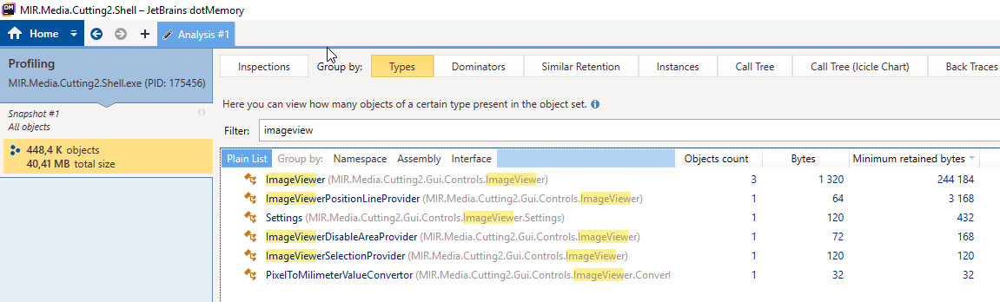 MIR.Media.Cutting2.Shell – JetBrains dotMemory
Home Analysis #1
Profiling
MIR.Media.Cutting2.Shell.exe (PID: 175456)
Snapshot #1
All objects
448,4 K objects
40,41 MB total size
Inspections Group by: Types Dominators Similar Retention Instances Call Tree Call Tree (Icicle Chart) Back Traces
Here you can view how many objects of a certain type present in the object set.
Filter: imageview
Plain List Group by: Namespace Assembly Interface Objects count Bytes Minimum retained bytes
ImageViewer (MIR.Media.Cutting2.Gui.Controls.ImageViewer) 3 1 320 244 184
ImageViewerPositionLineProvider (MIR.Media.Cutting2.Gui.Controls.ImageViewer) 1 64 3 168
Settings (MIR.Media.Cutting2.Gui.Controls.ImageViewer.Settings) 1 120 432
ImageViewerDisableAreaProvider (MIR.Media.Cutting2.Gui.Controls.ImageViewer) 1 72 168
ImageViewerSelectionProvider (MIR.Media.Cutting2.Gui.Controls.ImageViewer) 1 120 120
PixelToMilimeterValueConvertor (MIR.Media.Cutting2.Gui.Controls.ImageViewer.Convert 1 32 32